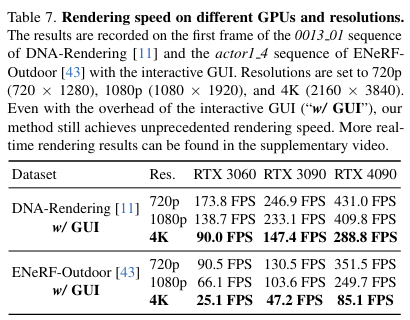 Table 7. Rendering speed on different GPUs and resolutions.
The results are recorded on the first frame of the 0013_01 sequence
of DNA-Rendering [11] and the actor1_4 sequence of ENeRF-
Outdoor [43] with the interactive GUI. Resolutions are set to 720p
(720 × 1280), 1080p (1080 × 1920), and 4K (2160 × 3840).
Even with the overhead of the interactive GUI (“w/ GUI”), our
method still achieves unprecedented rendering speed. More real-
time rendering results can be found in the supplementary video.
Dataset Res. RTX 3060 RTX 3090 RTX 4090
DNA-Rendering [11] w/ GUI
720p 173.8 FPS 246.9 FPS 431.0 FPS
1080p 138.7 FPS 233.1 FPS 409.8 FPS
4K 90.0 FPS 147.4 FPS 288.8 FPS
ENeRF-Outdoor [43] w/ GUI
720p 90.5 FPS 130.5 FPS 351.5 FPS
1080p 66.1 FPS 103.6 FPS 249.7 FPS
4K 25.1 FPS 47.2 FPS 85.1 FPS